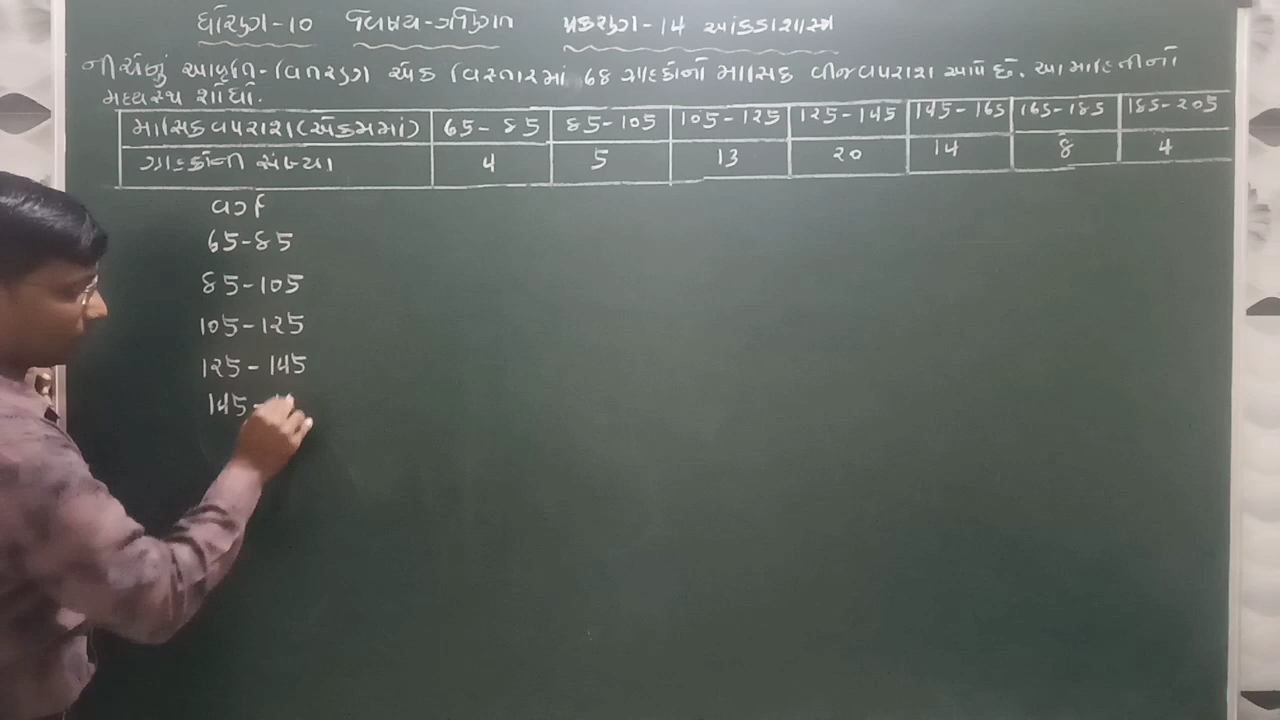 ધોરણ-10 વિષય-ગણિત પ્રકરણ-14 આંકડાશાસ્ત્ર
નીચેનું આવૃત્તિ-વિતરણ એક વિસ્તારમાં 68 ગ્રાહકોનો માસિક વીજવપરાશ આપે છે. આ માહિતીનો
મધ્યસ્થ શોધો.
માસિક વપરાશ(એકમમાં) 65-85 85-105 105-125 125-145 145-165 165-185 185-205
ગ્રાહકોની સંખ્યા 4 5 13 20 14 8 4
વર્ગ
65-85
85-105
105-125
125-145
145-